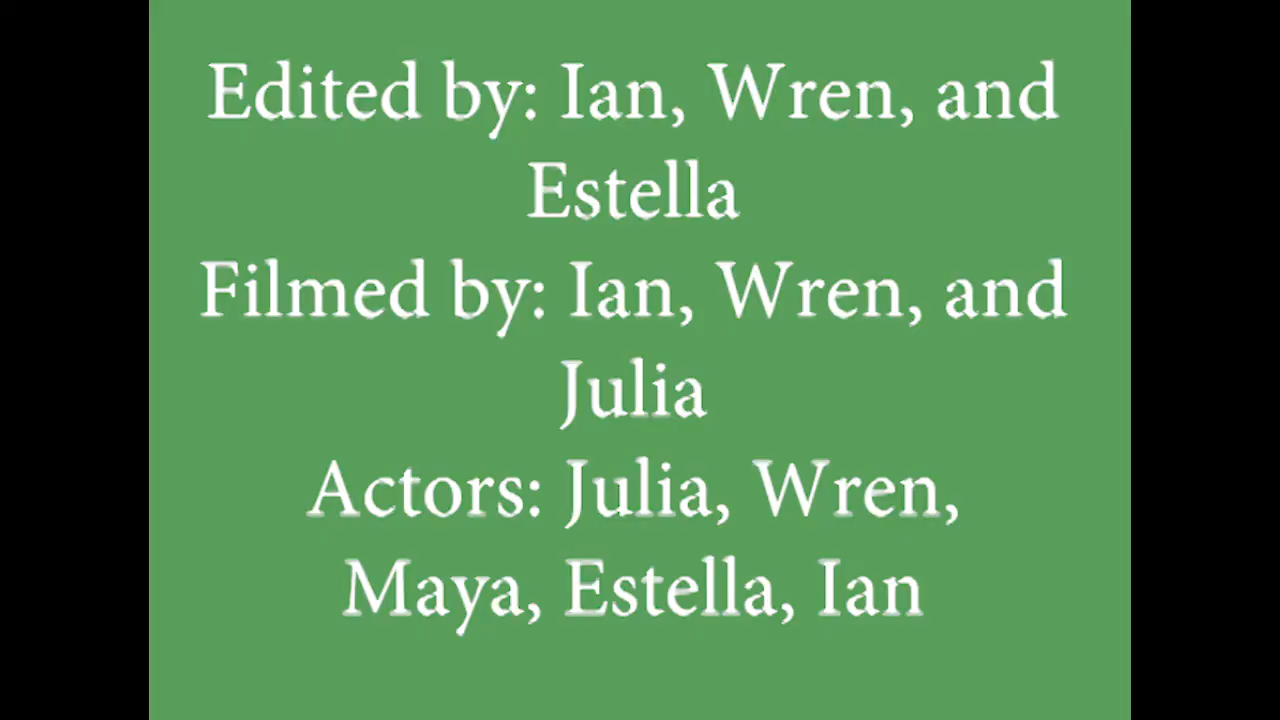 Edited by: Ian, Wren, and
Estella
Filmed by: Ian, Wren, and
Julia
Actors: Julia, Wren,
Maya, Estella, Ian